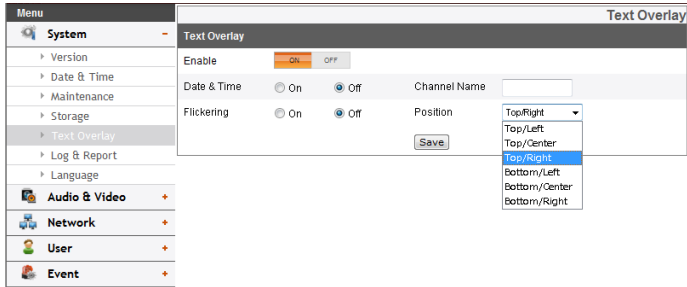 Menu
System -
Version
Date & Time
Maintenance
Storage
Text Overlay
Log & Report
Language
Audio & Video +
Network +
User +
Event +
Text Overlay
Text Overlay
Enable ON OFF
Date & Time On Off Channel Name
Flickering On Off Position Top/Right
Save
Top/Left
Top/Center
Top/Right
Bottom/Left
Bottom/Center
Bottom/Right